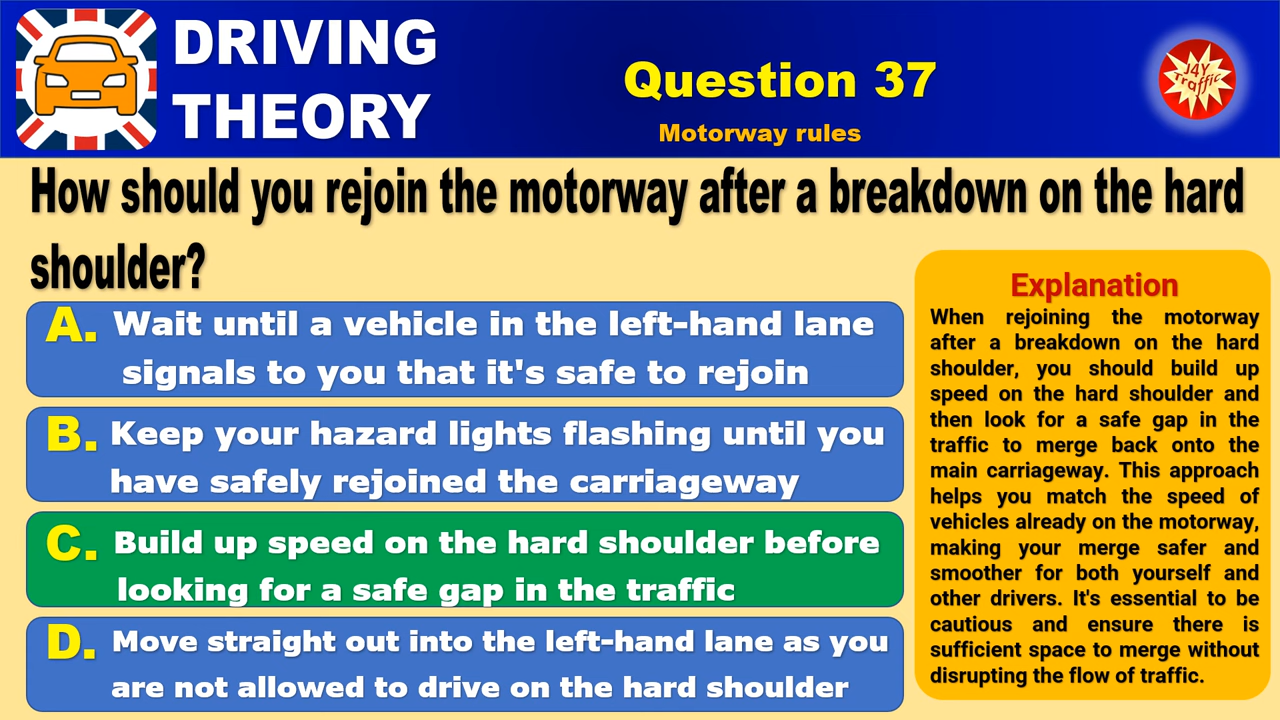 DRIVING
THEORY
Question 37
Motorway rules
J4Y
Traffic
How should you rejoin the motorway after a breakdown on the hard
shoulder?
A. Wait until a vehicle in the left-hand lane
signals to you that it's safe to rejoin
B. Keep your hazard lights flashing until you
have safely rejoined the carriageway
C. Build up speed on the hard shoulder before
looking for a safe gap in the traffic
D. Move straight out into the left-hand lane as you
are not allowed to drive on the hard shoulder
Explanation
When rejoining the motorway
after a breakdown on the hard
shoulder, you should build up
speed on the hard shoulder and
then look for a safe gap in the
traffic to merge back onto the
main carriageway. This approach
helps you match the speed of
vehicles already on the motorway,
making your merge safer and
smoother for both yourself and
other drivers. It's essential to be
cautious and ensure there is
sufficient space to merge without
disrupting the flow of traffic.